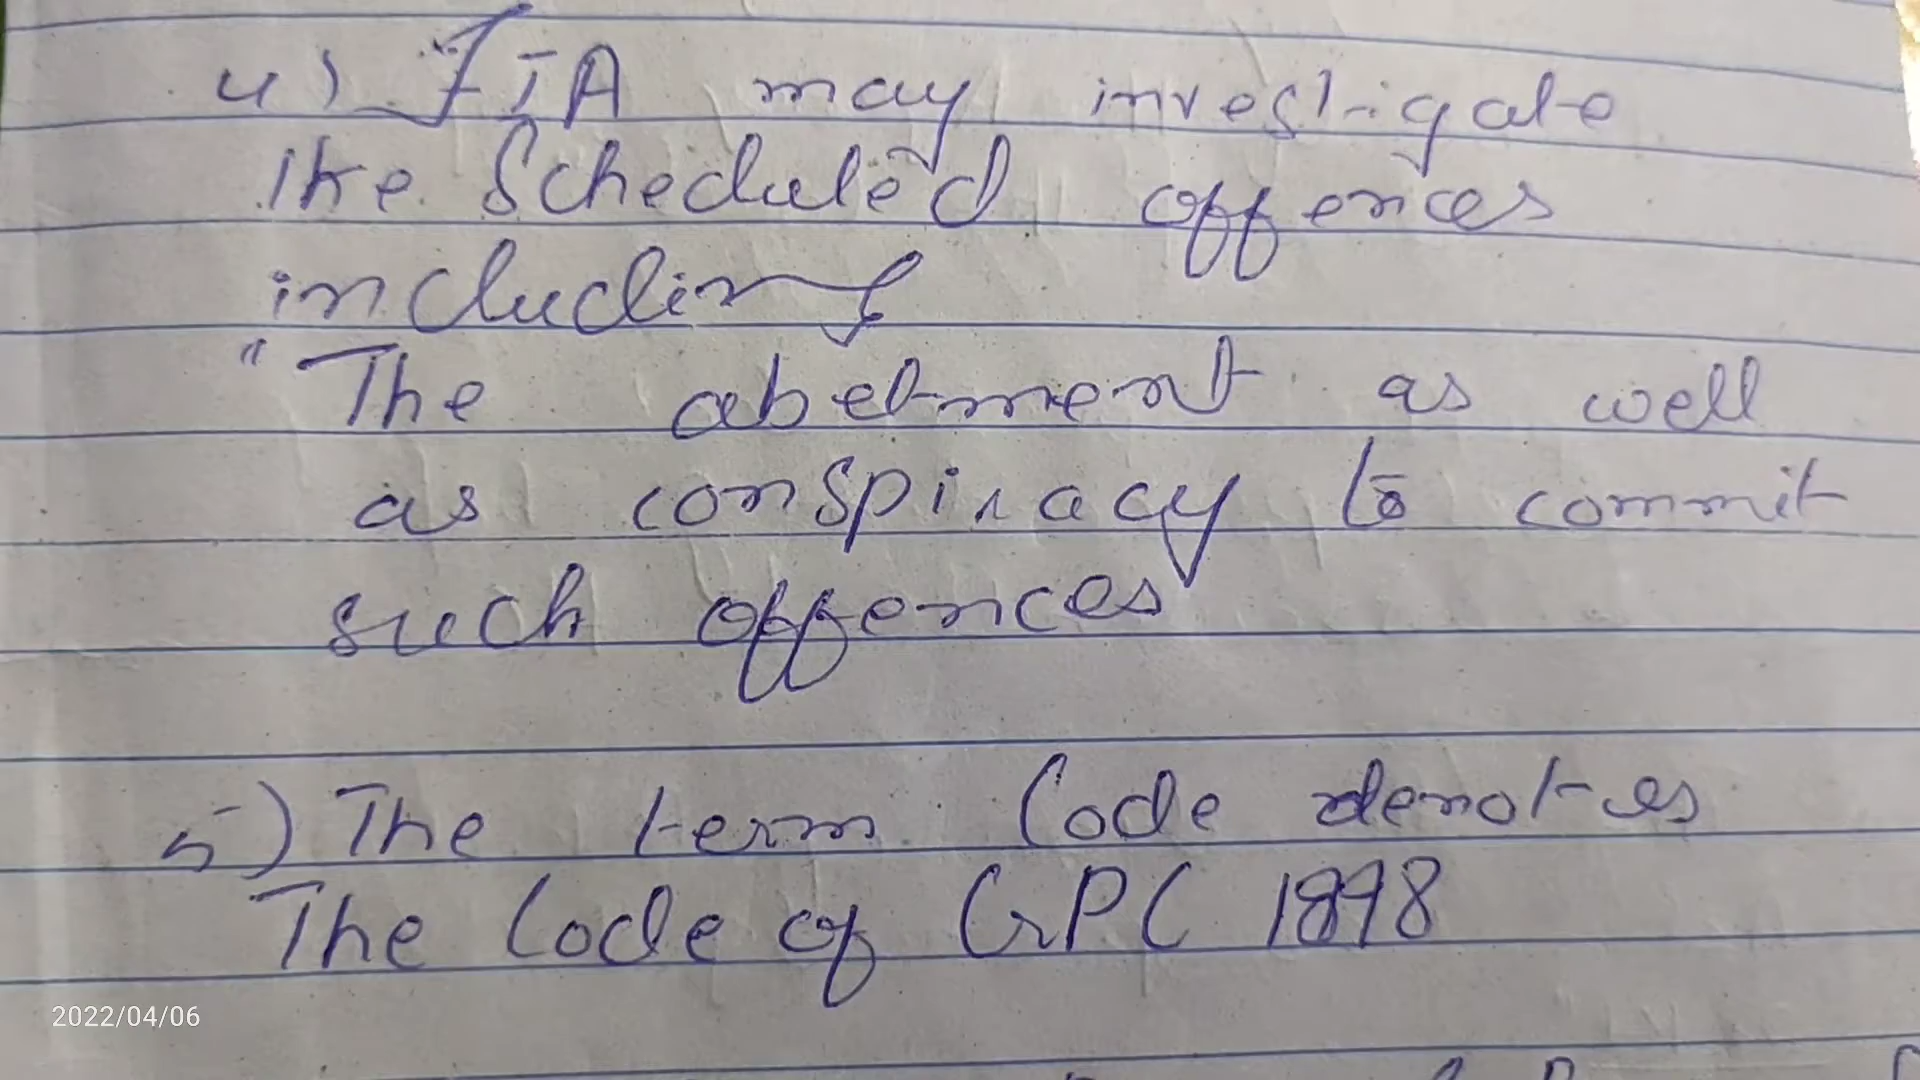 4) FIA may investigate
the Scheduled offences
including
" The abetment as well
as conspiracy to commit
such offences
5) The term Code denotes
The Code of CrPC 1898
2022/04/06